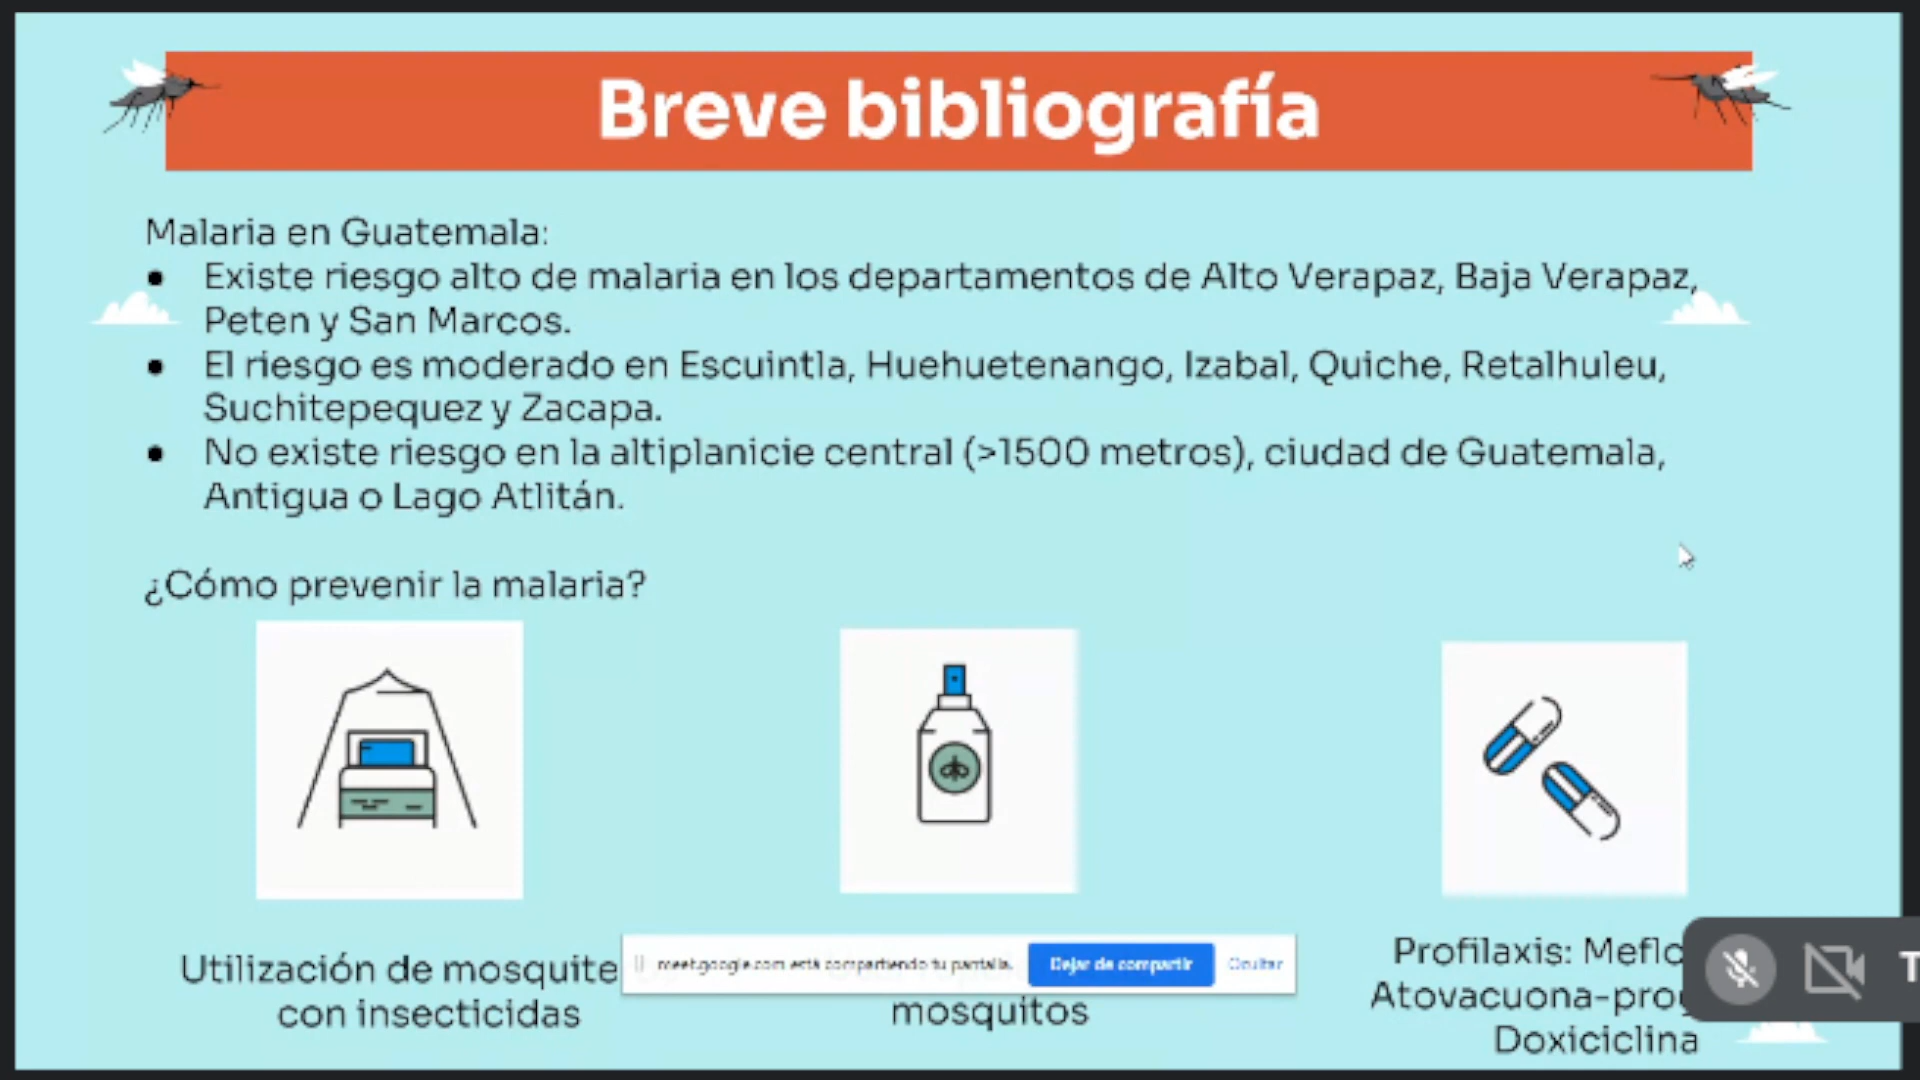 Breve bibliografía
Malaria en Guatemala:
● Existe riesgo alto de malaria en los departamentos de Alto Verapaz, Baja Verapaz,
Peten y San Marcos.
● El riesgo es moderado en Escuintla, Huehuetenango, Izabal, Quiche, Retalhuleu,
Suchitepequez y Zacapa.
● No existe riesgo en la altiplanicie central (>1500 metros), ciudad de Guatemala,
Antigua o Lago Atlitán.
¿Cómo prevenir la malaria?
Utilización de mosquite
con insecticidas
meet.google.com está compartiendo tu pantalla.
Dejar de compartir
Ocultar
mosquitos
Profilaxis: Meflo
Atovacuona-pro
Doxiciclina
T